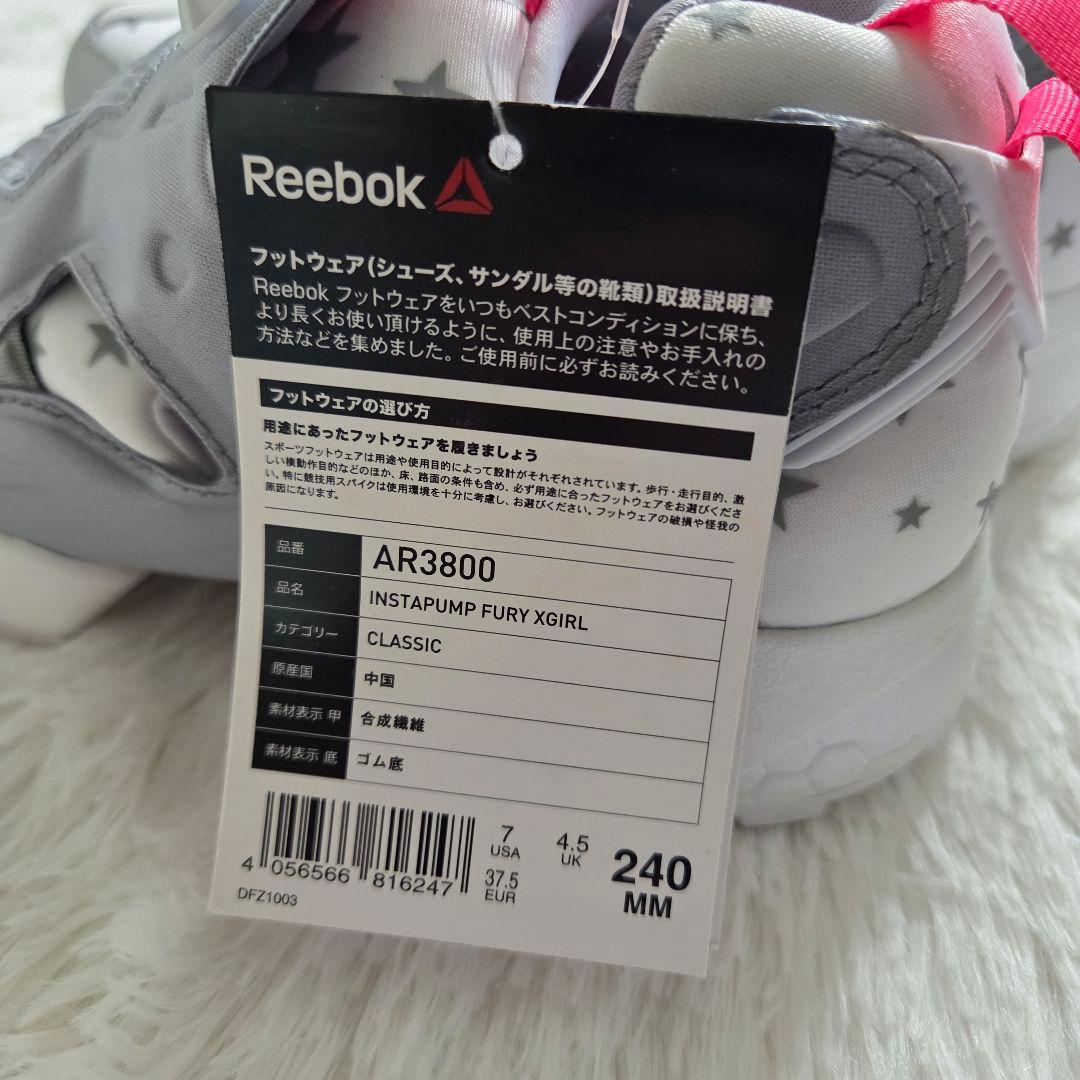 Reebok
フットウェア(シューズ、サンダル等の靴類)取扱説明書
Reebok フットウェアをいつもベストコンディションに保ち、
より長くお使い頂けるように、使用上の注意やお手入れの
方法などを集めました。ご使用前に必ずお読みください。
フットウェアの選び方
用途にあったフットウェアを履きましょう
スポーツフットウェアは用途や使用目的によって設計がそれぞれされています。歩行・走行目的、激
しい横動作目的などのほか、床、路面の条件も含め、必ず用途に合ったフットウェアをお選びくださ
い。特に競技用スパイクは使用環境を十分に考慮し、お選びください。フットウェアの破損や怪我の
原因になります。
品番 AR3800
品名 INSTAPUMP FURY XGIRL
カテゴリー CLASSIC
原産国 中国
素材表示 甲 合成繊維
素材表示 底 ゴム底
7 USA 4.5 UK 240 MM
37.5 EUR
4 056566 816247
DFZ1003